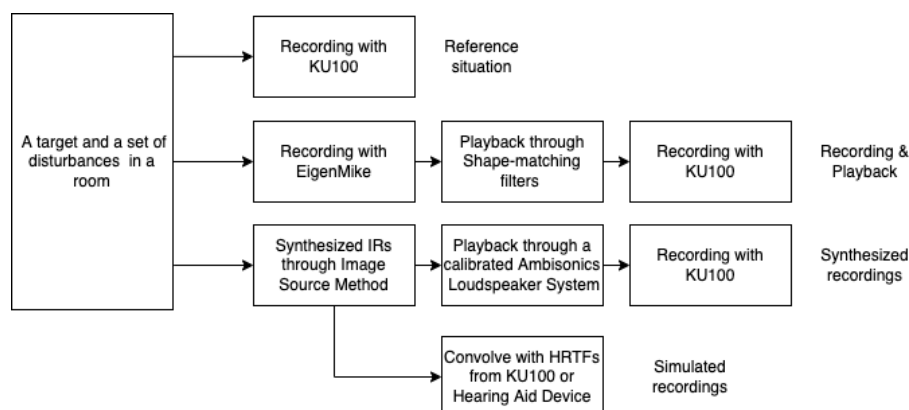 A target and a set of
disturbances in a
room
Recording with
KU100
Reference
situation
Recording with
EigenMike
Playback through
Shape-matching
filters
Recording with
KU100
Recording &
Playback
Synthesized IRs
through Image
Source Method
Playback through a
calibrated Ambisonics
Loudspeaker System
Recording with
KU100
Synthesized
recordings
Convolve with HRTFs
from KU100 or
Hearing Aid Device
Simulated
recordings